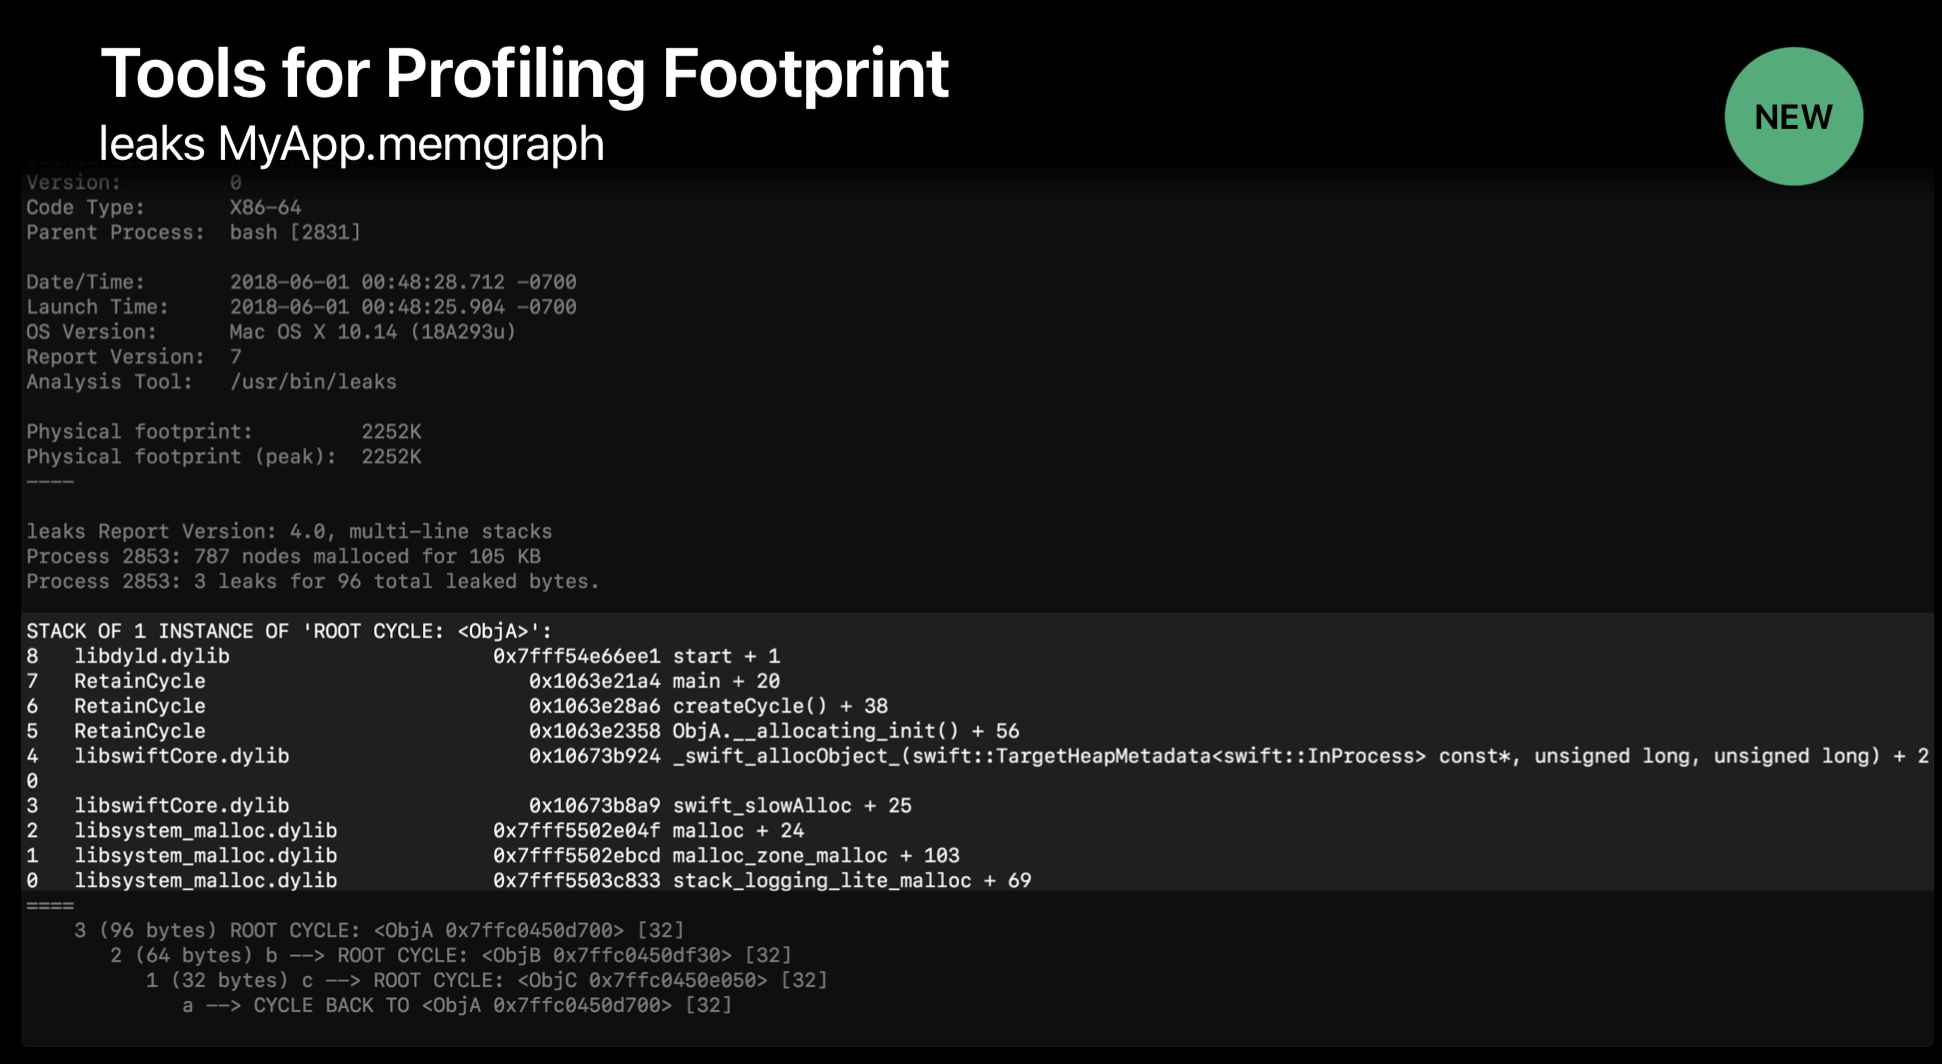 Tools for Profiling Footprint
NEW
leaks MyApp.memgraph
Version:         0
Code Type:       X86-64
Parent Process:  bash [2831]
Date/Time:       2018-06-01 00:48:28.712 -0700
Launch Time:     2018-06-01 00:48:25.904 -0700
OS Version:      Mac OS X 10.14 (18A293u)
Report Version:  7
Analysis Tool:   /usr/bin/leaks
Physical footprint:         2252K
Physical footprint (peak):  2252K
----
leaks Report Version: 4.0, multi-line stacks
Process 2853: 787 nodes malloced for 105 KB
Process 2853: 3 leaks for 96 total leaked bytes.
STACK OF 1 INSTANCE OF 'ROOT CYCLE: <ObjA>':
8   libdyld.dylib                      0x7fff54e66ee1 start + 1
7   RetainCycle                           0x1063e21a4 main + 20
6   RetainCycle                           0x1063e28a6 createCycle() + 38
5   RetainCycle                           0x1063e2358 ObjA.__allocating_init() + 56
4   libswiftCore.dylib                    0x10673b924 _swift_allocObject_(swift::TargetHeapMetadata<swift::InProcess> const*, unsigned long, unsigned long) + 2
0
3   libswiftCore.dylib                    0x10673b8a9 swift_slowAlloc + 25
2   libsystem_malloc.dylib             0x7fff5502e04f malloc + 24
1   libsystem_malloc.dylib             0x7fff5502ebcd malloc_zone_malloc + 103
0   libsystem_malloc.dylib             0x7fff5503c833 stack_logging_lite_malloc + 69
====
    3 (96 bytes) ROOT CYCLE: <ObjA 0x7ffc0450d700> [32]
       2 (64 bytes) b --> ROOT CYCLE: <ObjB 0x7ffc0450df30> [32]
          1 (32 bytes) c --> ROOT CYCLE: <ObjC 0x7ffc0450e050> [32]
             a --> CYCLE BACK TO <ObjA 0x7ffc0450d700> [32]